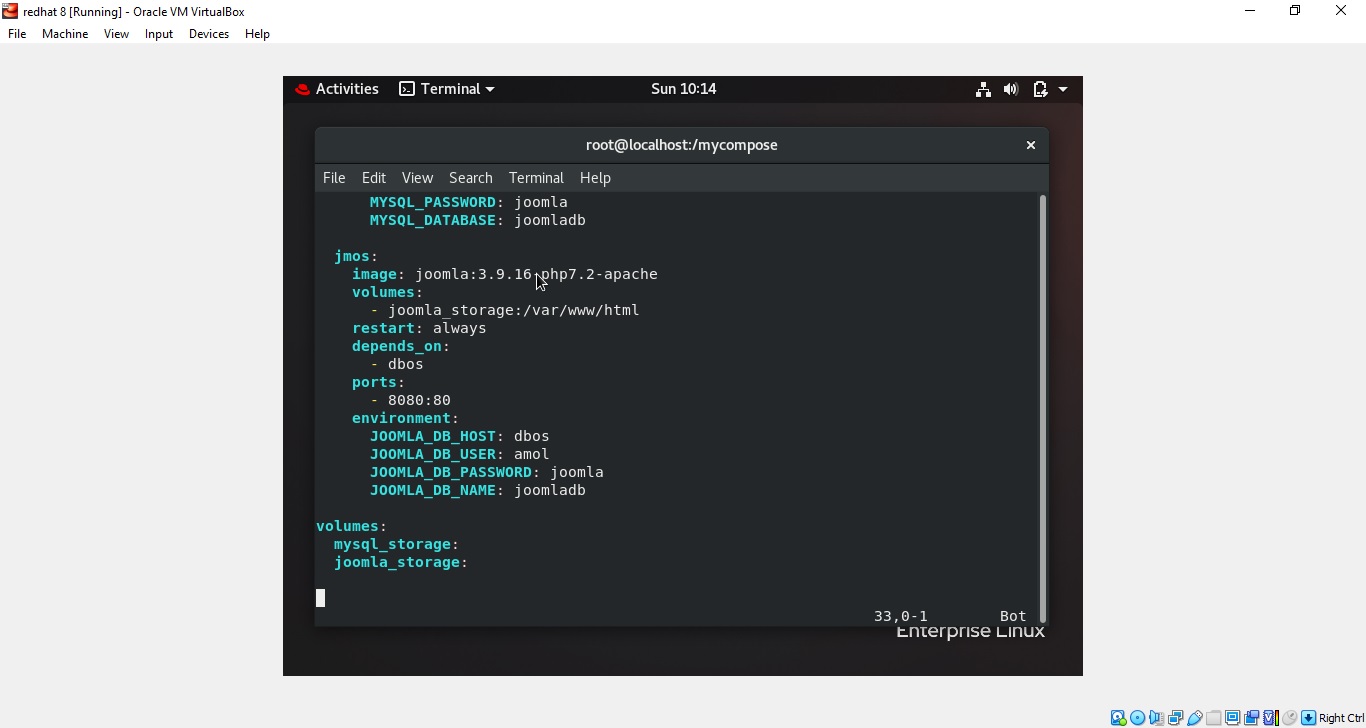 redhat 8 [Running] - Oracle VM VirtualBox
File Machine View Input Devices Help
Activities Terminal Sun 10:14
root@localhost:/mycompose
File Edit View Search Terminal Help
MYSQL_PASSWORD: joomla
MYSQL_DATABASE: joomladb
jmos:
image: joomla:3.9.16-php7.2-apache
volumes:
- joomla_storage:/var/www/html
restart: always
depends_on:
- dbos
ports:
- 8080:80
environment:
JOOMLA_DB_HOST: dbos
JOOMLA_DB_USER: amol
JOOMLA_DB_PASSWORD: joomla
JOOMLA_DB_NAME: joomladb
volumes:
mysql_storage:
joomla_storage:
33,0-1 Bot
Enterprise Linux
Right Ctrl